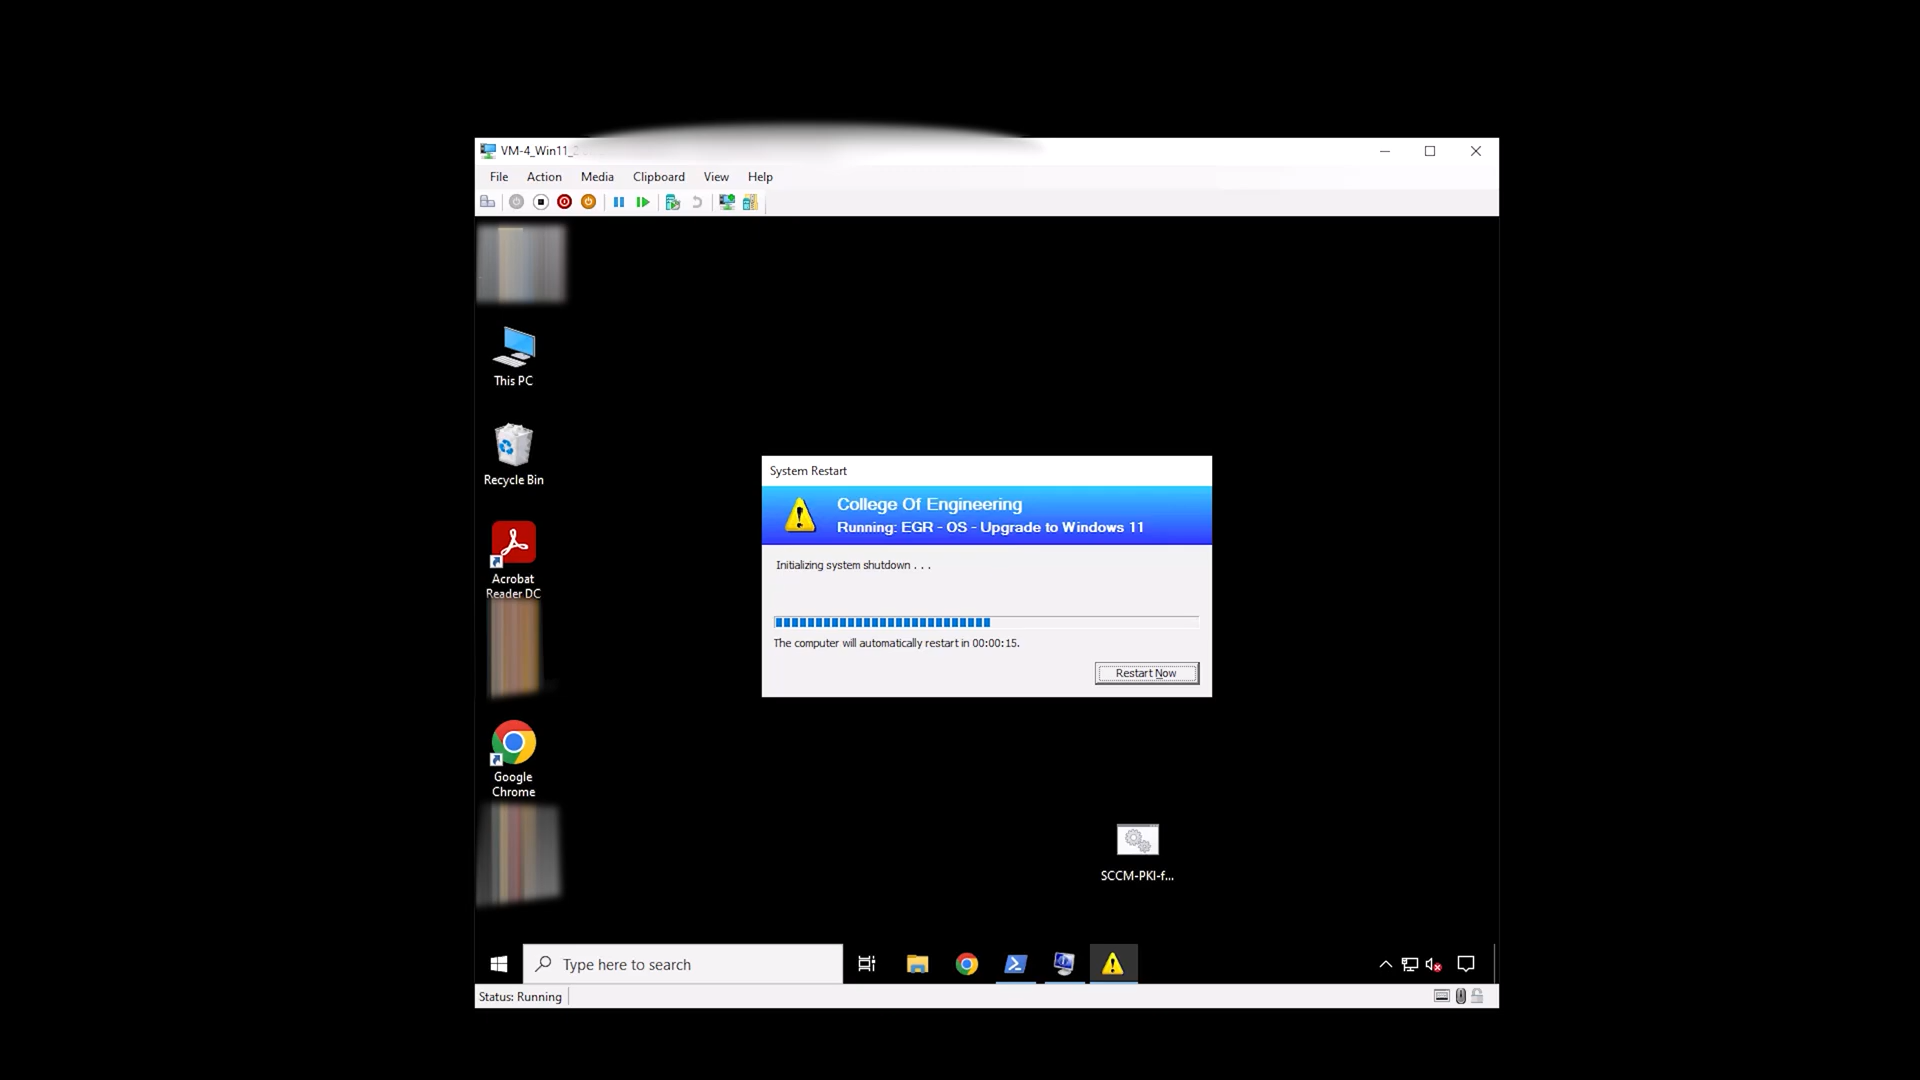 VM-4_Win11_
File Action Media Clipboard View Help
This PC
Recycle Bin
Acrobat
Reader DC
Google
Chrome
System Restart
College Of Engineering
Running: EGR - OS - Upgrade to Windows 11
Initializing system shutdown . . .
The computer will automatically restart in 00:00:15.
Restart Now
SCCM-PKI-f...
Type here to search
Status: Running